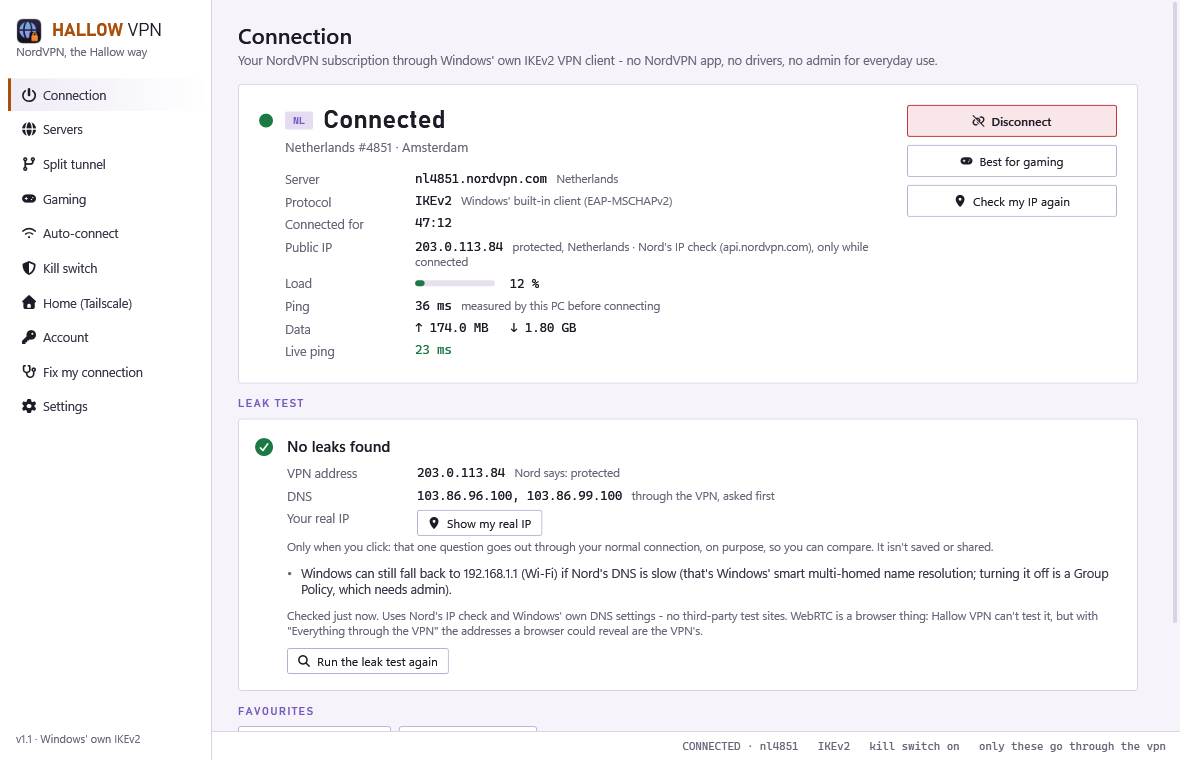 HALLOW VPN
NordVPN, the Hallow way
Connection
Servers
Split tunnel
Gaming
Auto-connect
Kill switch
Home (Tailscale)
Account
Fix my connection
Settings
v1.1 · Windows' own IKEv2
Connection
Your NordVPN subscription through Windows' own IKEv2 VPN client - no NordVPN app, no drivers, no admin for everyday use.
NL Connected
Netherlands #4851 · Amsterdam
Server nl4851.nordvpn.com Netherlands
Protocol IKEv2 Windows' built-in client (EAP-MSCHAPv2)
Connected for 47:12
Public IP 203.0.113.84 protected, Netherlands · Nord's IP check (api.nordvpn.com), only while
connected
Load 12 %
Ping 36 ms measured by this PC before connecting
Data ↑ 174.0 MB ↓ 1.80 GB
Live ping 23 ms
Disconnect
Best for gaming
Check my IP again
LEAK TEST
No leaks found
VPN address 203.0.113.84 Nord says: protected
DNS 103.86.96.100, 103.86.99.100 through the VPN, asked first
Your real IP Show my real IP
Only when you click: that one question goes out through your normal connection, on purpose, so you can compare. It isn't saved or shared.
• Windows can still fall back to 192.168.1.1 (Wi-Fi) if Nord's DNS is slow (that's Windows' smart multi-homed name resolution; turning it off is a Group
Policy, which needs admin).
Checked just now. Uses Nord's IP check and Windows' own DNS settings - no third-party test sites. WebRTC is a browser thing: Hallow VPN can't test it, but with
"Everything through the VPN" the addresses a browser could reveal are the VPN's.
Run the leak test again
FAVOURITES
CONNECTED · nl4851 IKEv2 kill switch on only these go through the vpn